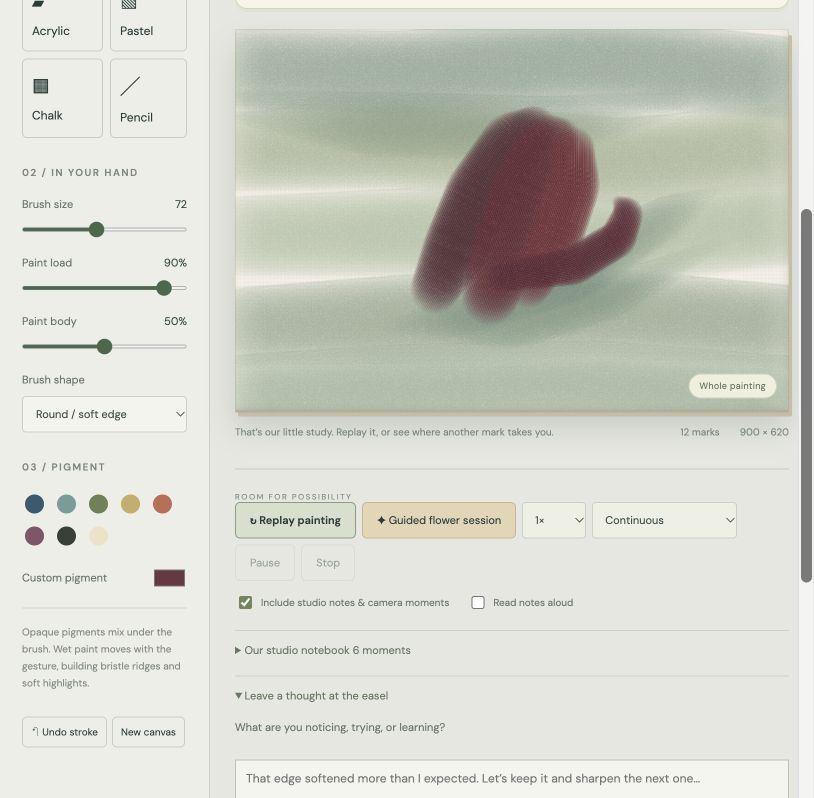 Acrylic
Pastel
Chalk
Pencil
02 / IN YOUR HAND
Brush size 72
Paint load 90%
Paint body 50%
Brush shape
Round / soft edge
03 / PIGMENT
Custom pigment
Opaque pigments mix under the
brush. Wet paint moves with the
gesture, building bristle ridges and
soft highlights.
Undo stroke
New canvas
Whole painting
That's our little study. Replay it, or see where another mark takes you.
12 marks 900 × 620
ROOM FOR POSSIBILITY
↻ Replay painting
✦ Guided flower session
1×
Continuous
Pause
Stop
Include studio notes & camera moments
Read notes aloud
Our studio notebook 6 moments
Leave a thought at the easel
What are you noticing, trying, or learning?
That edge softened more than I expected. Let's keep it and sharpen the next one…